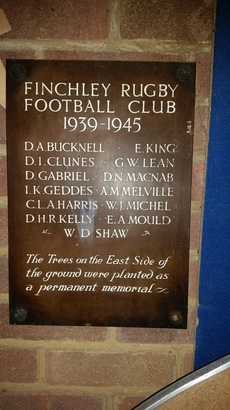 FINCHLEY RUGBY
FOOTBALL CLUB
1939-1945
D.A.BUCKNELL · E.KING
D.I.CLUNES · G.W.LEAN
D.GABRIEL · D.N.MACNAB
I.K.GEDDES · A.M.MELVILLE
C.L.A.HARRIS · W.J.MICHEL
D.H.R.KELLY · E.A.MOULD
W.D SHAW
The Trees on the East Side of
the ground were planted as
a permanent memorial